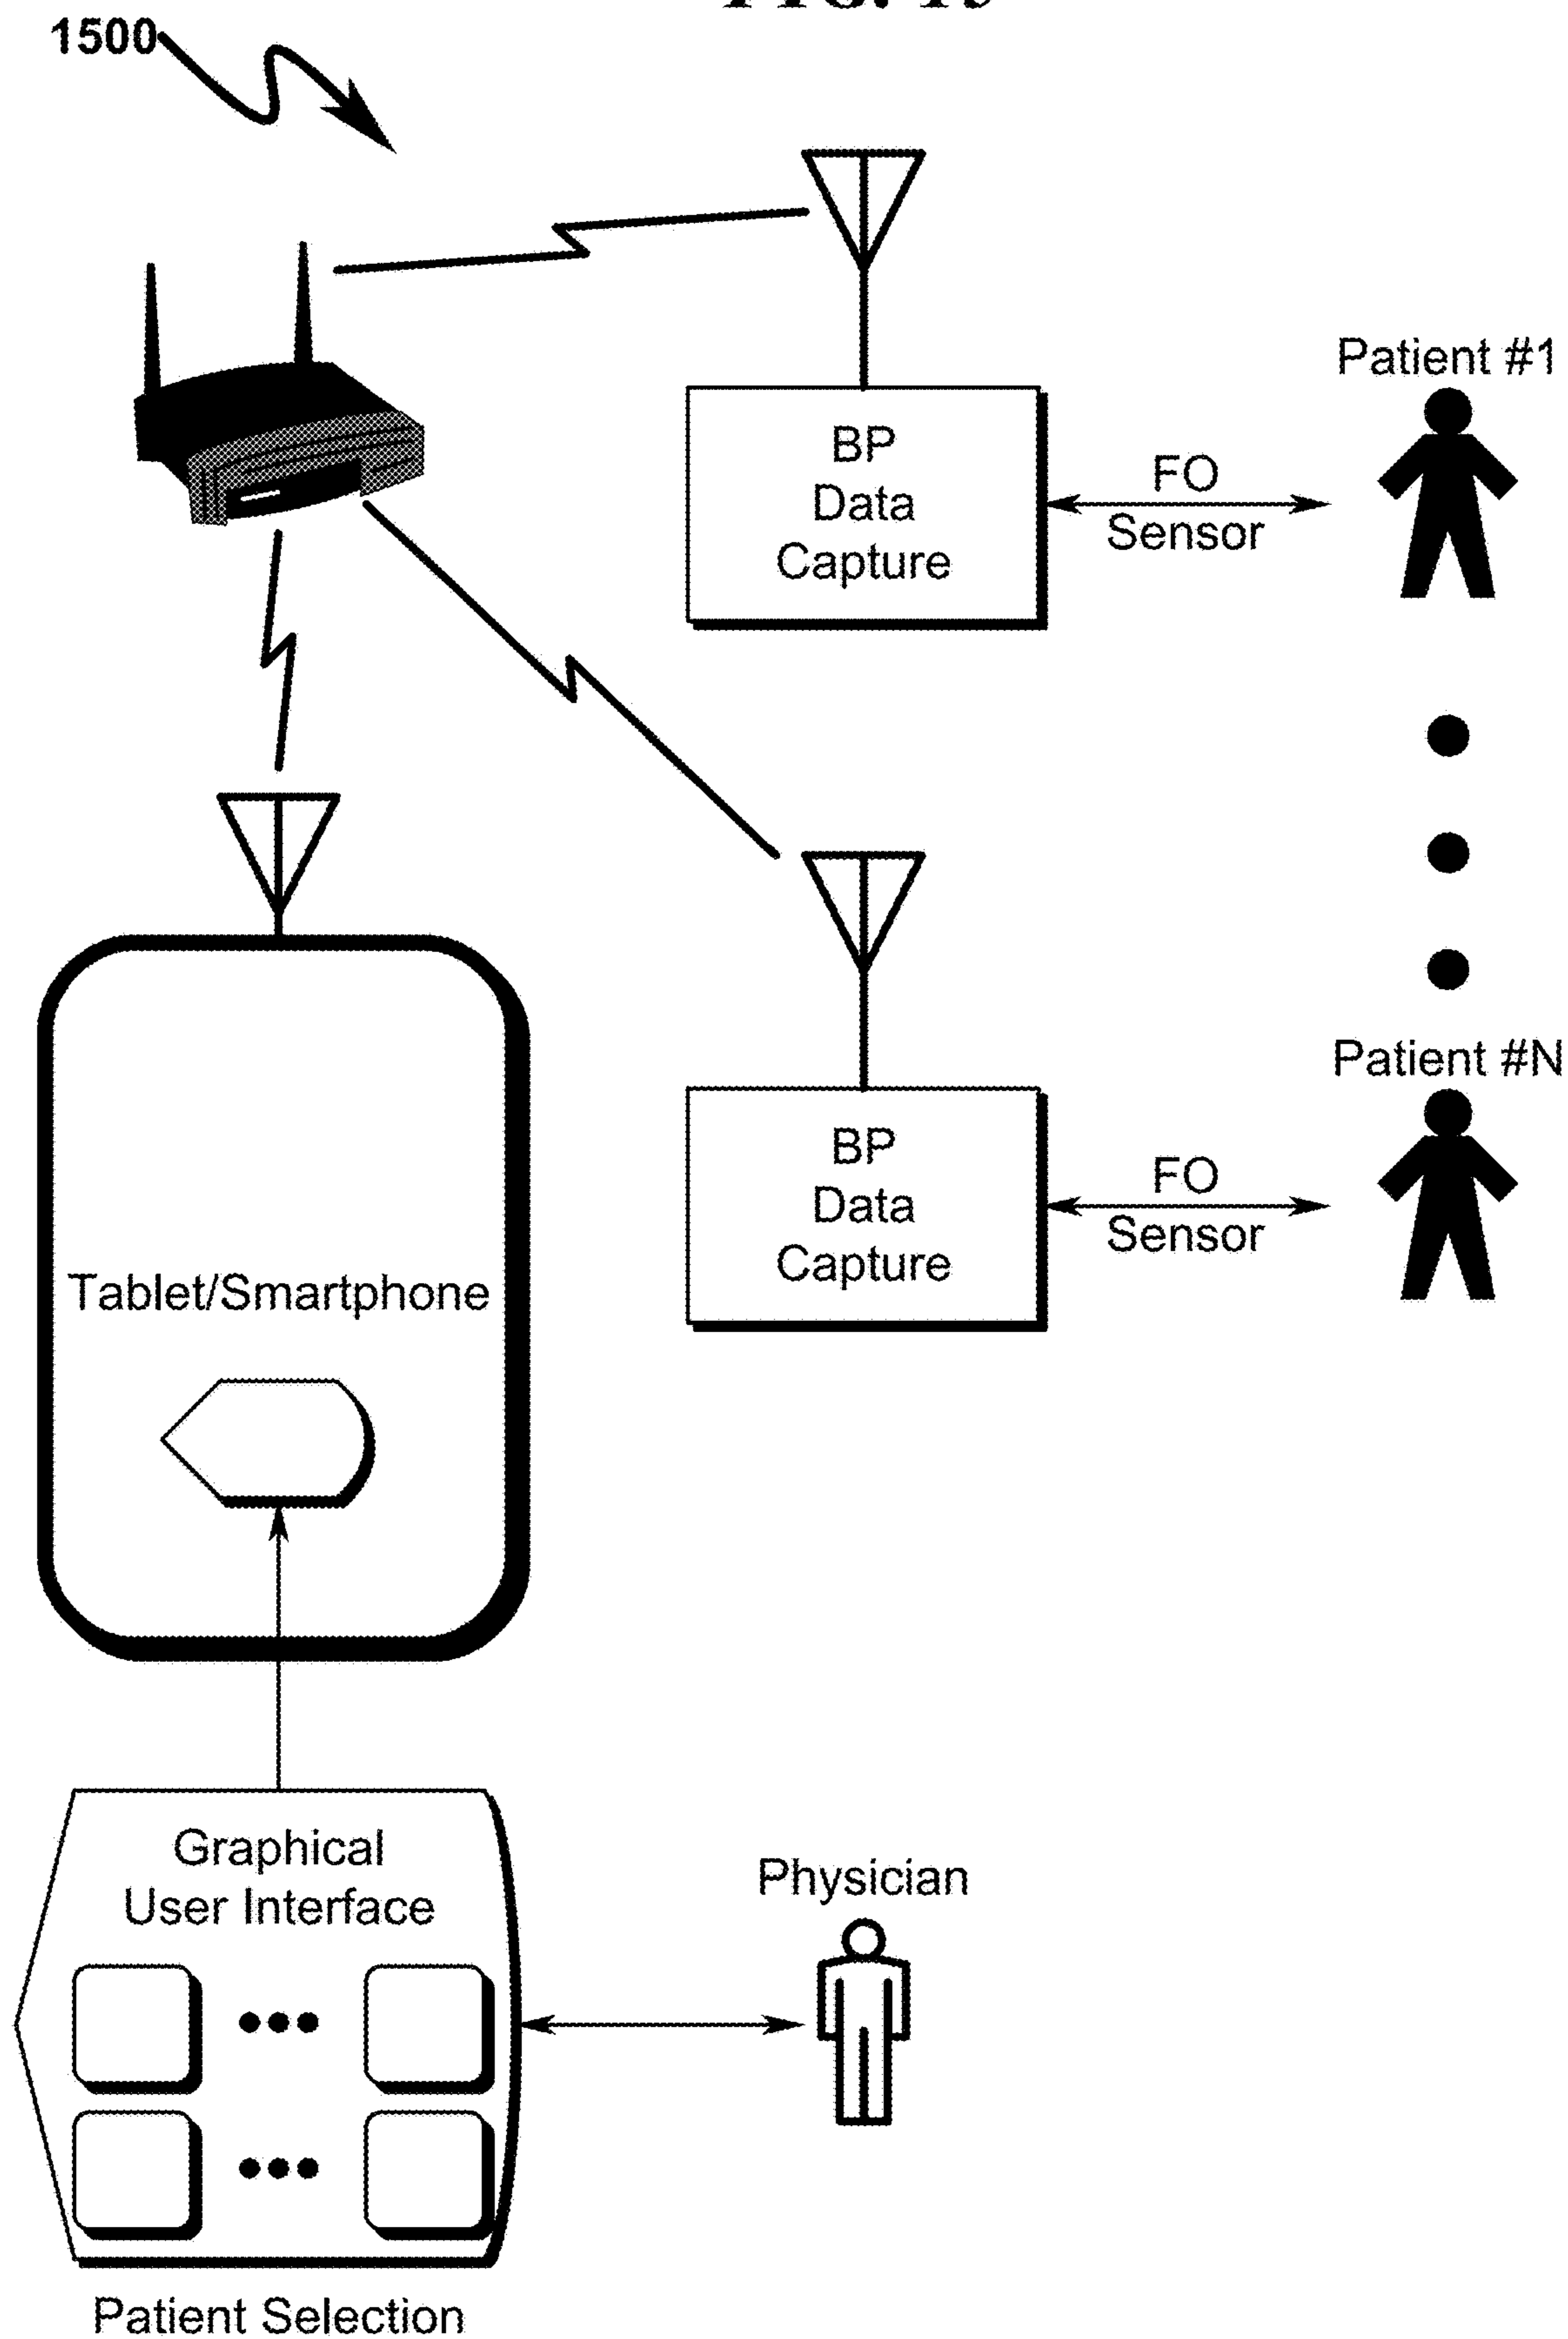 1500
Patient #1
BP
Data
Capture
FO
Sensor
Patient #N
BP
Data
Capture
FO
Sensor
Tablet/Smartphone
Graphical
User Interface
Physician
Patient Selection